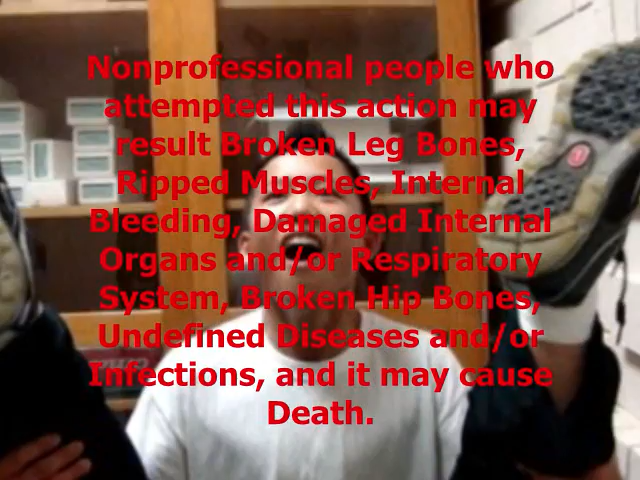 Nonprofessional people who
attempted this action may
result Broken Leg Bones,
Ripped Muscles, Internal
Bleeding, Damaged Internal
Organs and/or Respiratory
System, Broken Hip Bones,
Undefined Diseases and/or
Infections, and it may cause
Death.